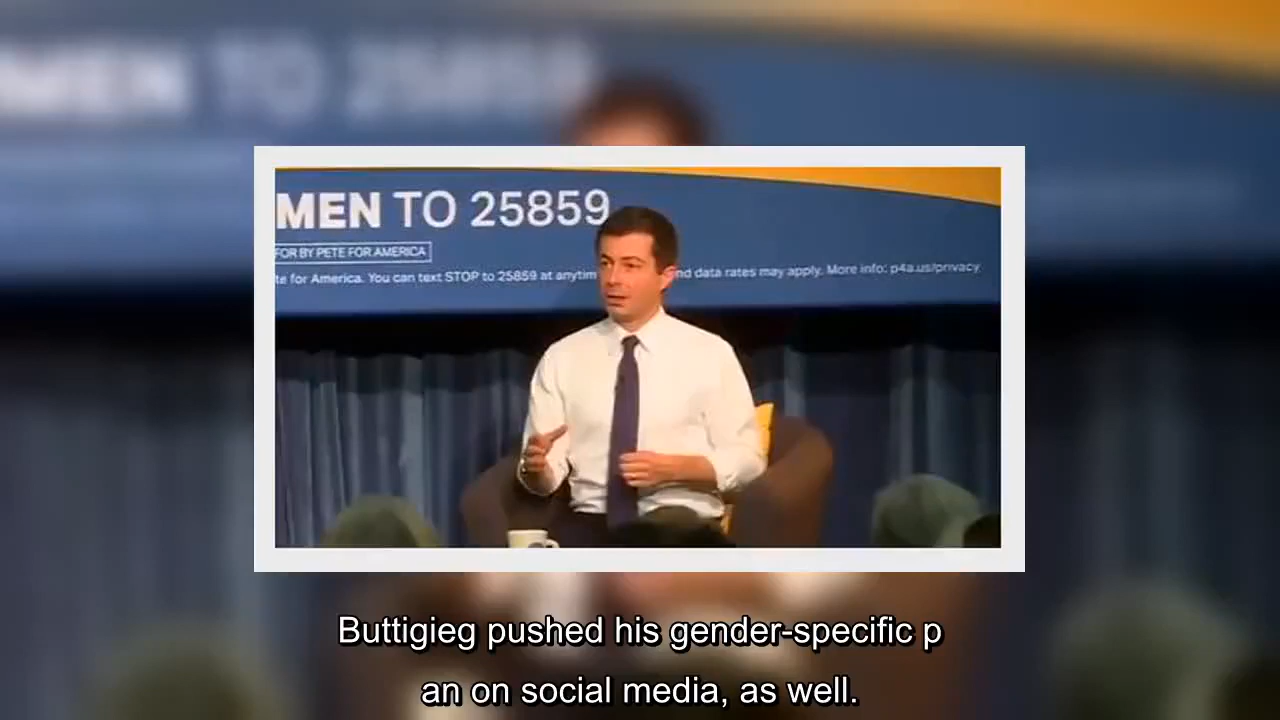 MEN TO 25859
FOR BY PETE FOR AMERICA
te for America. You can text STOP to 25859 at anytim nd data rates may apply. More info: p4a.us/privacy
Buttigieg pushed his gender-specific p
an on social media, as well.